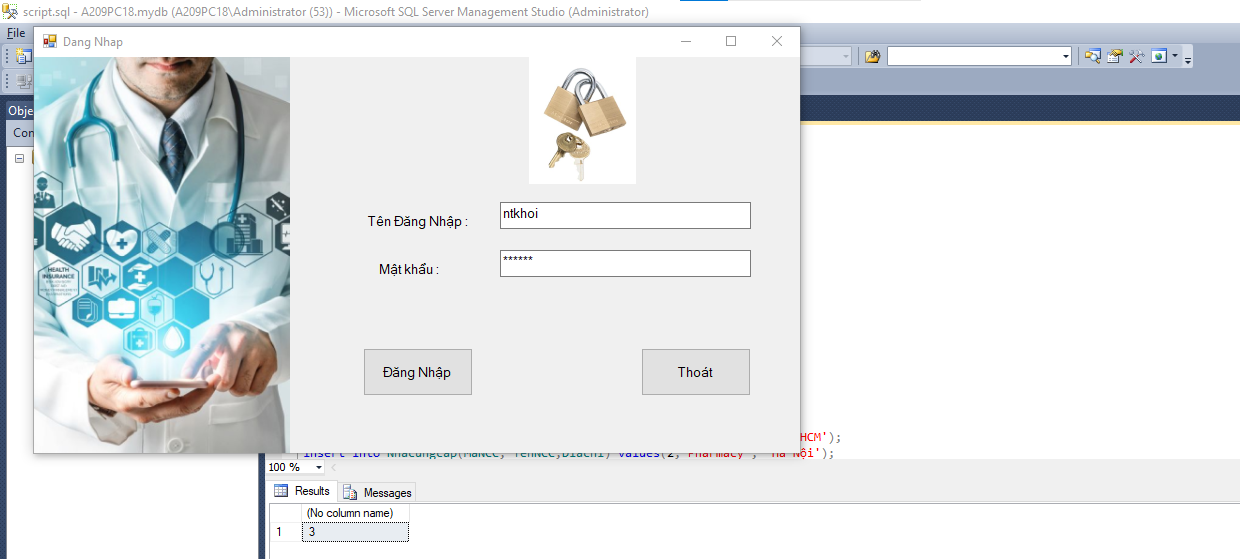 script.sql - A209PC18.mydb (A209PC18\Administrator (53)) - Microsoft SQL Server Management Studio (Administrator)
File
Dang Nhap
Obje
Con
HEALTH
INSURANCE
Tên Đăng Nhập :
ntkhoi
Mật khẩu :
******
Đăng Nhập
Thoát
HCM');
insert into Nhacungcap(MaNCC, TenNCC,Diachi) values(2,'Pharmacy', 'Hà Nội');
100 %
Results
Messages
(No column name)
1
3